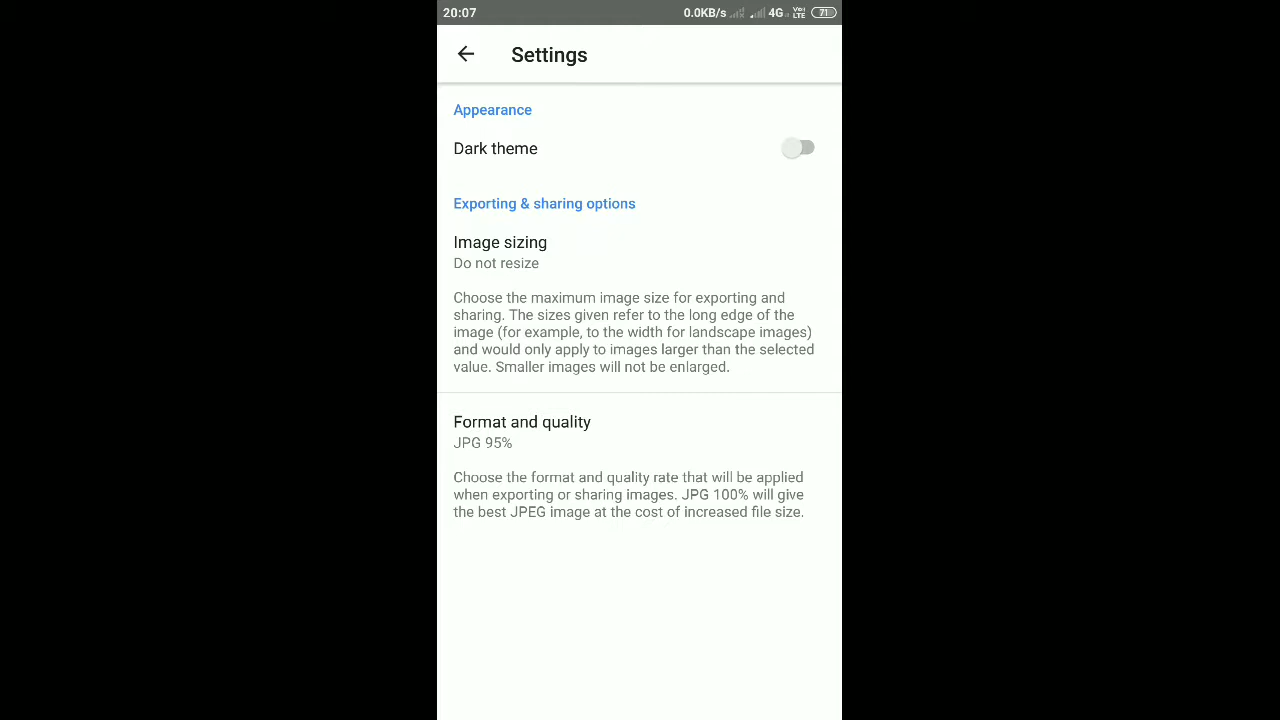 20:07 0.0KB/s 4G VoLTE 71
Settings
Appearance
Dark theme
Exporting & sharing options
Image sizing
Do not resize
Choose the maximum image size for exporting and
sharing. The sizes given refer to the long edge of the
image (for example, to the width for landscape images)
and would only apply to images larger than the selected
value. Smaller images will not be enlarged.
Format and quality
JPG 95%
Choose the format and quality rate that will be applied
when exporting or sharing images. JPG 100% will give
the best JPEG image at the cost of increased file size.